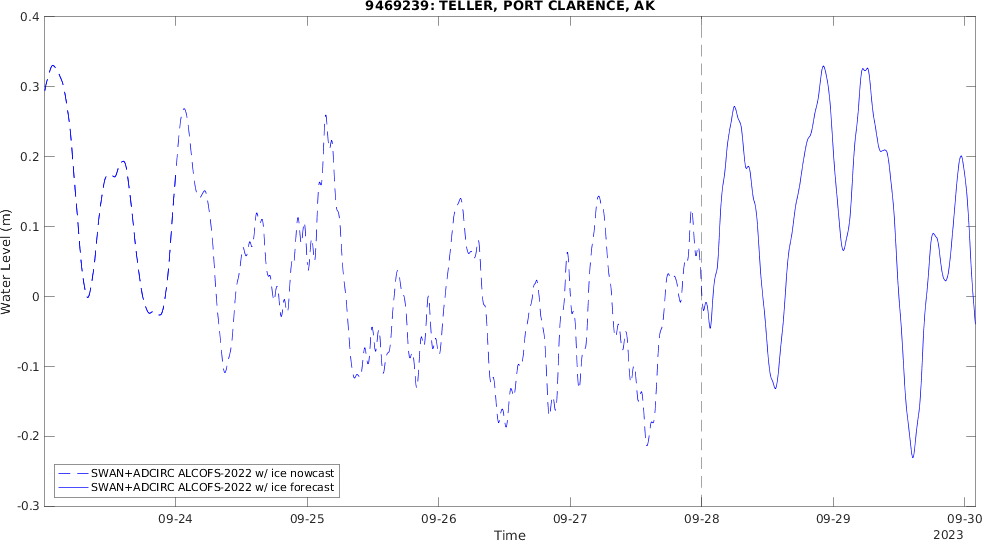 9469239: TELLER, PORT CLARENCE, AK
Water Level (m)
0.4
0.3
0.2
0.1
0
-0.1
-0.2
-0.3
SWAN+ADCIRC ALCOFS-2022 w/ ice nowcast
SWAN+ADCIRC ALCOFS-2022 w/ ice forecast
09-24 09-25 09-26 09-27 09-28 09-29 09-30
Time
2023